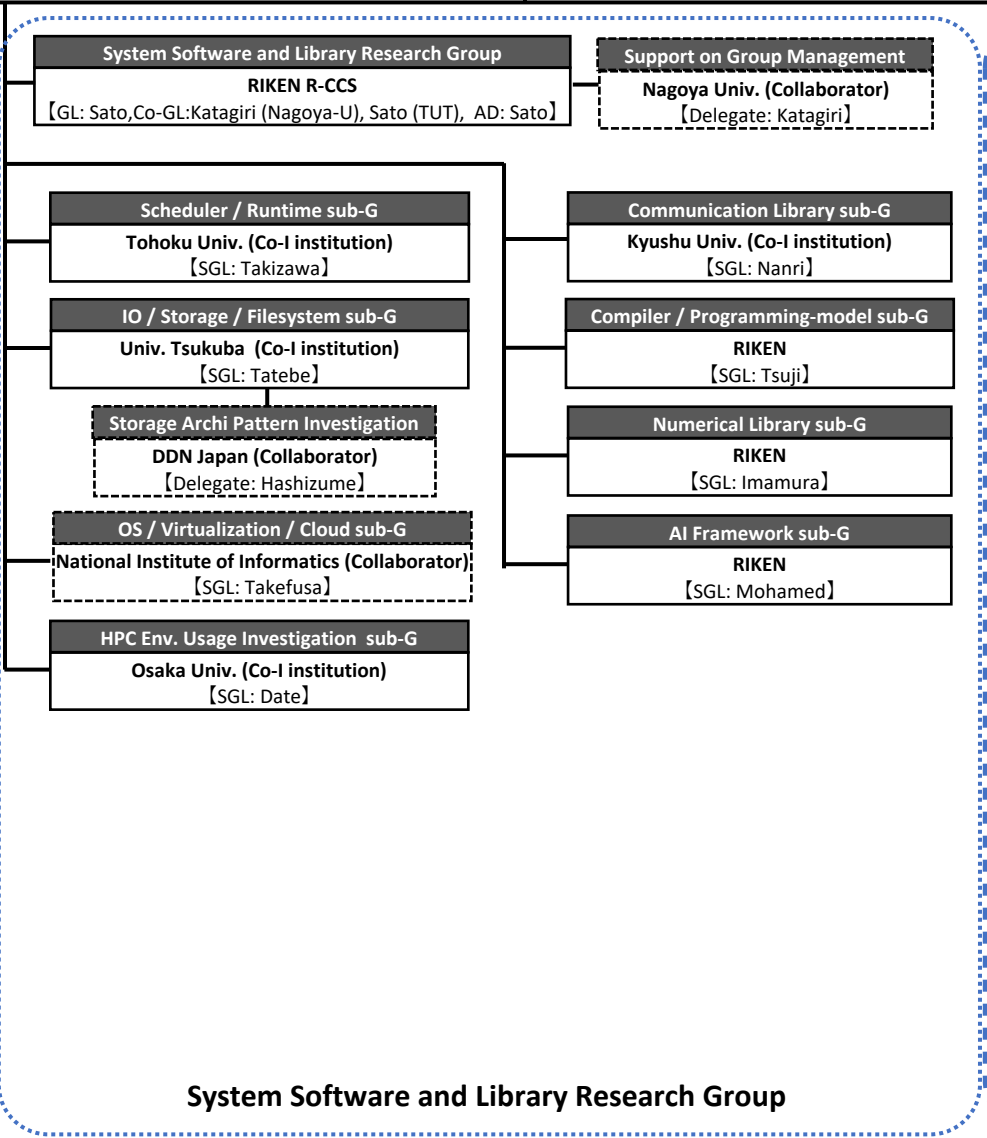 System Software and Library Research Group
RIKEN R-CCS
【GL: Sato,Co-GL:Katagiri (Nagoya-U), Sato (TUT), AD: Sato】
Support on Group Management
Nagoya Univ. (Collaborator)
【Delegate: Katagiri】
Scheduler / Runtime sub-G
Tohoku Univ. (Co-I institution)
【SGL: Takizawa】
IO / Storage / Filesystem sub-G
Univ. Tsukuba (Co-I institution)
【SGL: Tatebe】
Storage Archi Pattern Investigation
DDN Japan (Collaborator)
【Delegate: Hashizume】
OS / Virtualization / Cloud sub-G
National Institute of Informatics (Collaborator)
【SGL: Takefusa】
HPC Env. Usage Investigation sub-G
Osaka Univ. (Co-I institution)
【SGL: Date】
Communication Library sub-G
Kyushu Univ. (Co-I institution)
【SGL: Nanri】
Compiler / Programming-model sub-G
RIKEN
【SGL: Tsuji】
Numerical Library sub-G
RIKEN
【SGL: Imamura】
AI Framework sub-G
RIKEN
【SGL: Mohamed】
System Software and Library Research Group